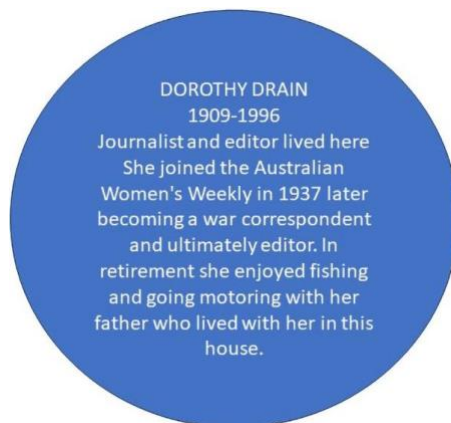 DOROTHY DRAIN
1909-1996
Journalist and editor lived here
She joined the Australian
Women's Weekly in 1937 later
becoming a war correspondent
and ultimately editor. In
retirement she enjoyed fishing
and going motoring with her
father who lived with her in this
house.